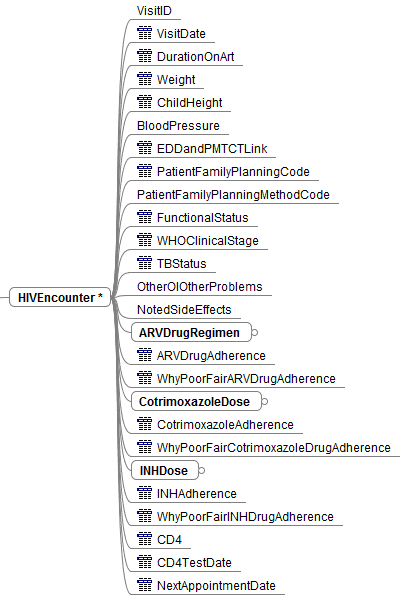 VisitID
VisitDate
DurationOnArt
Weight
ChildHeight
BloodPressure
EDDandPMTCTLink
PatientFamilyPlanningCode
PatientFamilyPlanningMethodCode
FunctionalStatus
WHOClinicalStage
TBStatus
OtherOIOtherProblems
HIVEncounter *
NotedSideEffects
ARVDrugRegimen
ARVDrugAdherence
WhyPoorFairARVDrugAdherence
CotrimoxazoleDose
CotrimoxazoleAdherence
WhyPoorFairCotrimoxazoleDrugAdherence
INHDose
INHAdherence
WhyPoorFairINHDrugAdherence
CD4
CD4TestDate
NextAppointmentDate